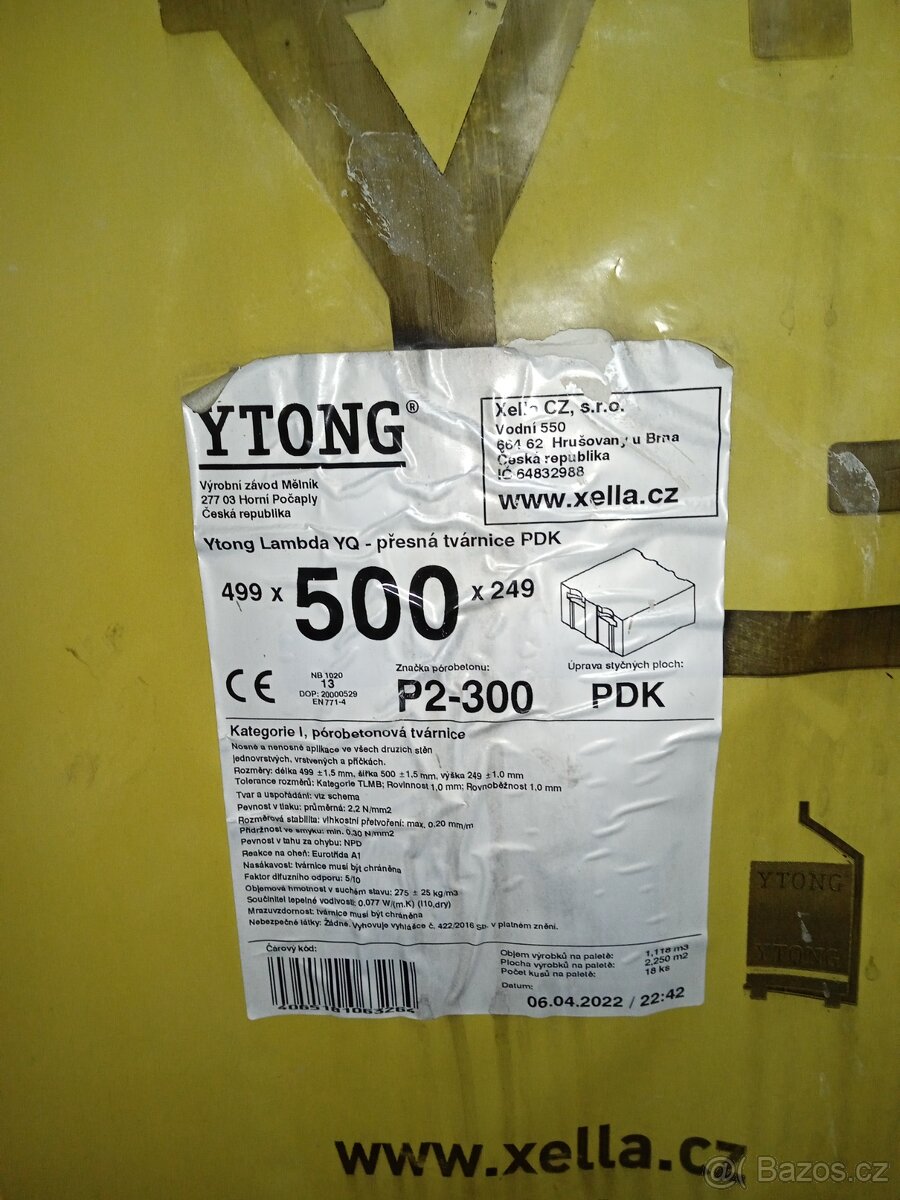 YTONG®
Výrobní závod Mělník
277 03 Horní Počaply
Česká republika
Xella CZ, s.r.o.
Vodní 550
664 62 Hrušovany u Brna
Česká republika
IČ 64832988
www.xella.cz
Ytong Lambda YQ - přesná tvárnice PDK
499 x 500 x 249
CE
NB 1020
13
DOP: 20000529
EN 771-4
Značka pórobetonu:
P2-300
Úprava styčných ploch:
PDK
Kategorie I, pórobetonová tvárnice
Nosné a nenosné aplikace ve všech druzích stěn
jednovrstvých, vrstvených a příčkách.
Rozměry: délka 499 ±1.5 mm, šířka 500 ±1.5 mm, výška 249 ±1.0 mm
Tolerance rozměrů: Kategorie TLMB; Rovinnost 1,0 mm; Rovnoběžnost 1,0 mm
Tvar a uspořádání: viz schema
Pevnost v tlaku: průměrná: 2,2 N/mm2
Rozměrová stabilita: vlhkostní přetvoření: max. 0.20 mm/m
Přídržnost ve smyku: min. 0.30 N/mm2
Pevnost v tahu za ohybu: NPD
Reakce na oheň: Eurotřída A1
Nasákavost: tvárnice musí být chráněna
Faktor difuzního odporu: 5/10
Objemová hmotnost v suchém stavu: 275 ± 25 kg/m3
Součinitel tepelné vodivosti: 0,077 W/(m.K) (l10,dry)
Mrazuvzdornost: tvárnice musí být chráněna
Nebezpečné látky: Žádné. Vyhovuje vyhlášce č. 422/2016 Sb. v platném znění.
Čárový kód:
4065181063264
Objem výrobků na paletě: 1,118 m3
Plocha výrobků na paletě: 2,250 m2
Počet kusů na paletě: 18 ks
Datum:
06.04.2022 / 22:42
YTONG
YTONG
www.xella.cz
Bazos.cz